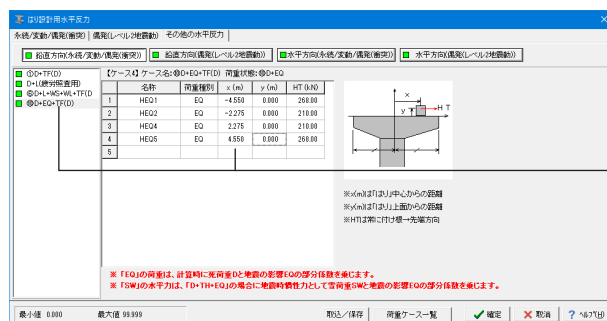 はり設計用水平反力
永続/変動/偶発(衝突)) 偶発(レベル2地震動) その他の水平反力
鉛直方向(永続/変動/偶発(衝突)) 鉛直方向(偶発(レベル2地震動)) 水平方向(永続/変動/偶発(衝突)) 水平方向(偶発(レベル2地震動))
①D+TF(D)
D+L(疲労照査用)
⑥D+L+WS+WL+TF(D
⑩D+EQ+TF(D)
【ケース4】 ケース名:⑩D+EQ+TF(D) 荷重状態:⑩D+EQ
名称 荷重種別 x (m) y (m) HT (kN)
1 HEQ1 EQ -4.550 0.000 268.00
2 HEQ2 EQ -2.275 0.000 210.00
3 HEQ4 EQ 2.275 0.000 210.00
4 HEQ5 EQ 4.550 0.000 268.00
5
x
y
H T
※x(m)は「はり」中心からの距離
※y(m)は「はり」上面からの距離
※HTは常に付け根→先端方向
※「EQ」の荷重は、計算時に死荷重Dと地震の影響EQの部分係数を乗じます。
※「SW」の水平力は、「D+TH+EQ」の場合に地震時慣性力として雪荷重SWと地震の影響EQの部分係数を乗じます。
最小値 0.000 最大値 99.999 取込/保存 荷重ケース一覧 確定 取消 ? ヘルプ(H)